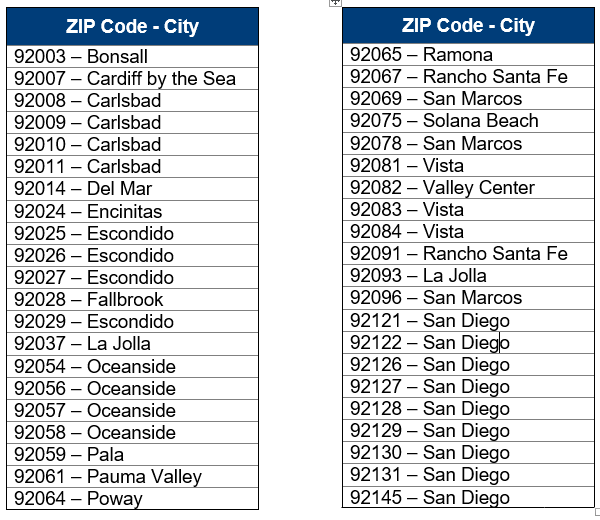 ZIP Code - City
92003 – Bonsall
92007 – Cardiff by the Sea
92008 – Carlsbad
92009 – Carlsbad
92010 – Carlsbad
92011 – Carlsbad
92014 – Del Mar
92024 – Encinitas
92025 – Escondido
92026 – Escondido
92027 – Escondido
92028 – Fallbrook
92029 – Escondido
92037 – La Jolla
92054 – Oceanside
92056 – Oceanside
92057 – Oceanside
92058 – Oceanside
92059 – Pala
92061 – Pauma Valley
92064 – Poway
ZIP Code - City
92065 – Ramona
92067 – Rancho Santa Fe
92069 – San Marcos
92075 – Solana Beach
92078 – San Marcos
92081 – Vista
92082 – Valley Center
92083 – Vista
92084 – Vista
92091 – Rancho Santa Fe
92093 – La Jolla
92096 – San Marcos
92121 – San Diego
92122 – San Diego
92126 – San Diego
92127 – San Diego
92128 – San Diego
92129 – San Diego
92130 – San Diego
92131 – San Diego
92145 – San Diego